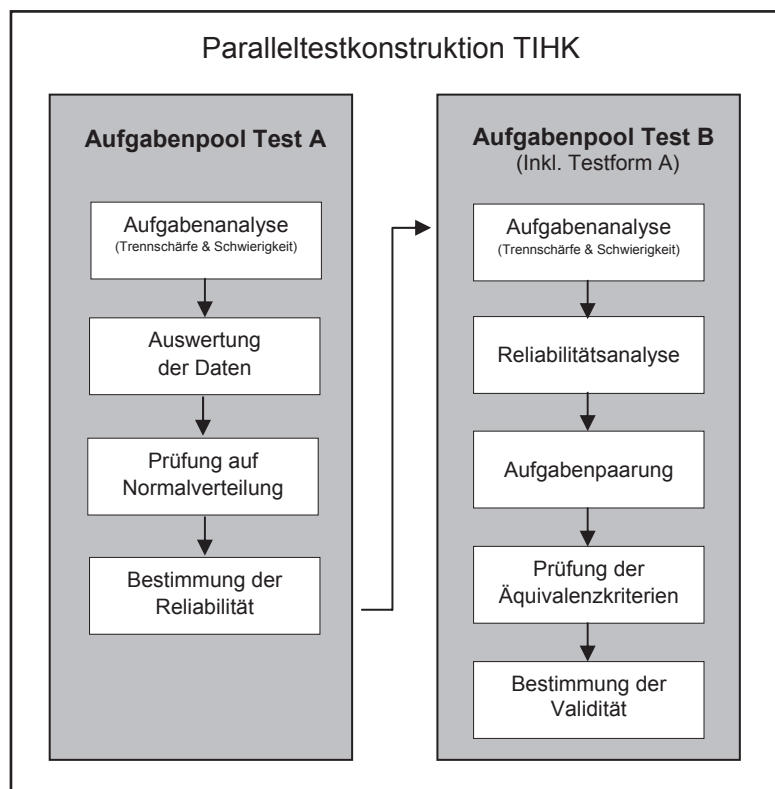 Paralleltestkonstruktion TIHK
Aufgabenpool Test A
Aufgabenanalyse
(Trennschärfe & Schwierigkeit)
Auswertung
der Daten
Prüfung auf
Normalverteilung
Bestimmung der
Reliabilität
Aufgabenpool Test B
(Inkl. Testform A)
Aufgabenanalyse
(Trennschärfe & Schwierigkeit)
Reliabilitätsanalyse
Aufgabenpaarung
Prüfung der
Äquivalenzkriterien
Bestimmung der
Validität